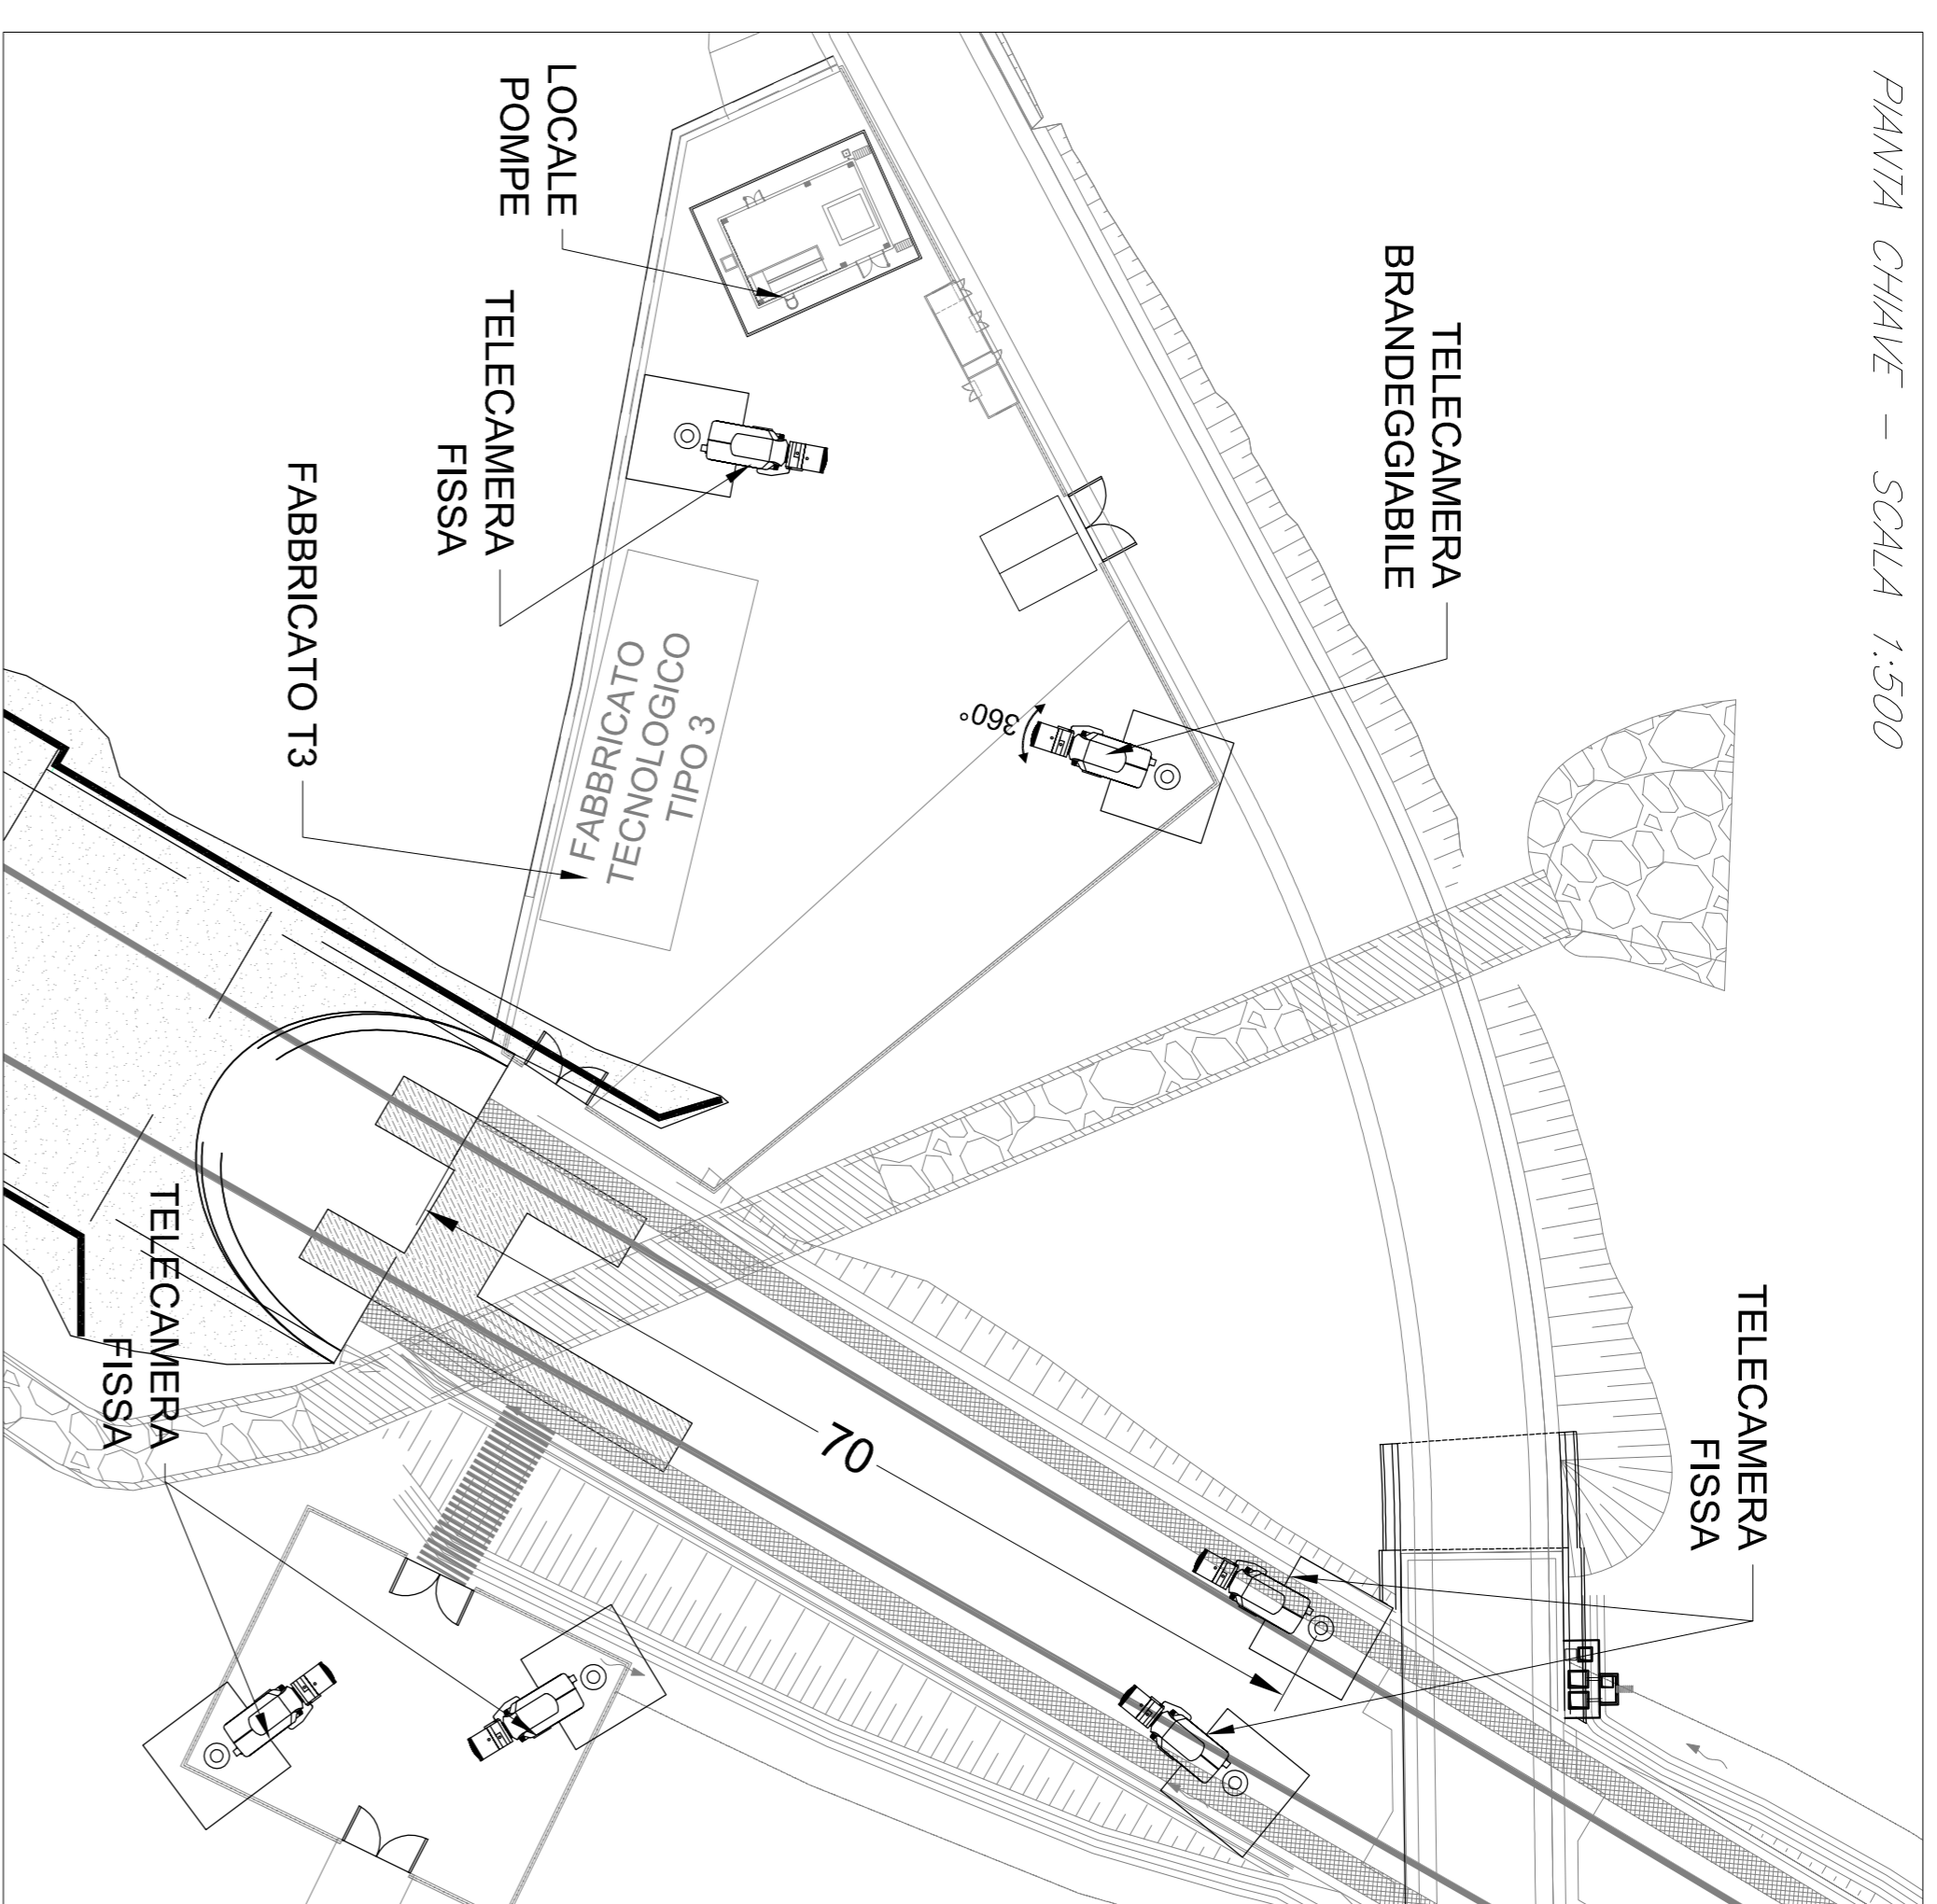 PIANTA CHIAVE - SCALA 1:500
TELECAMERA
FISSA
TELECAMERA
BRANDEGGIABILE
360°
FABBRICATO
TECNOLOGICO
TIPO 3
LOCALE
POMPE
TELECAMERA
FISSA
FABBRICATO T3
70
TELECAMERA
FISSA